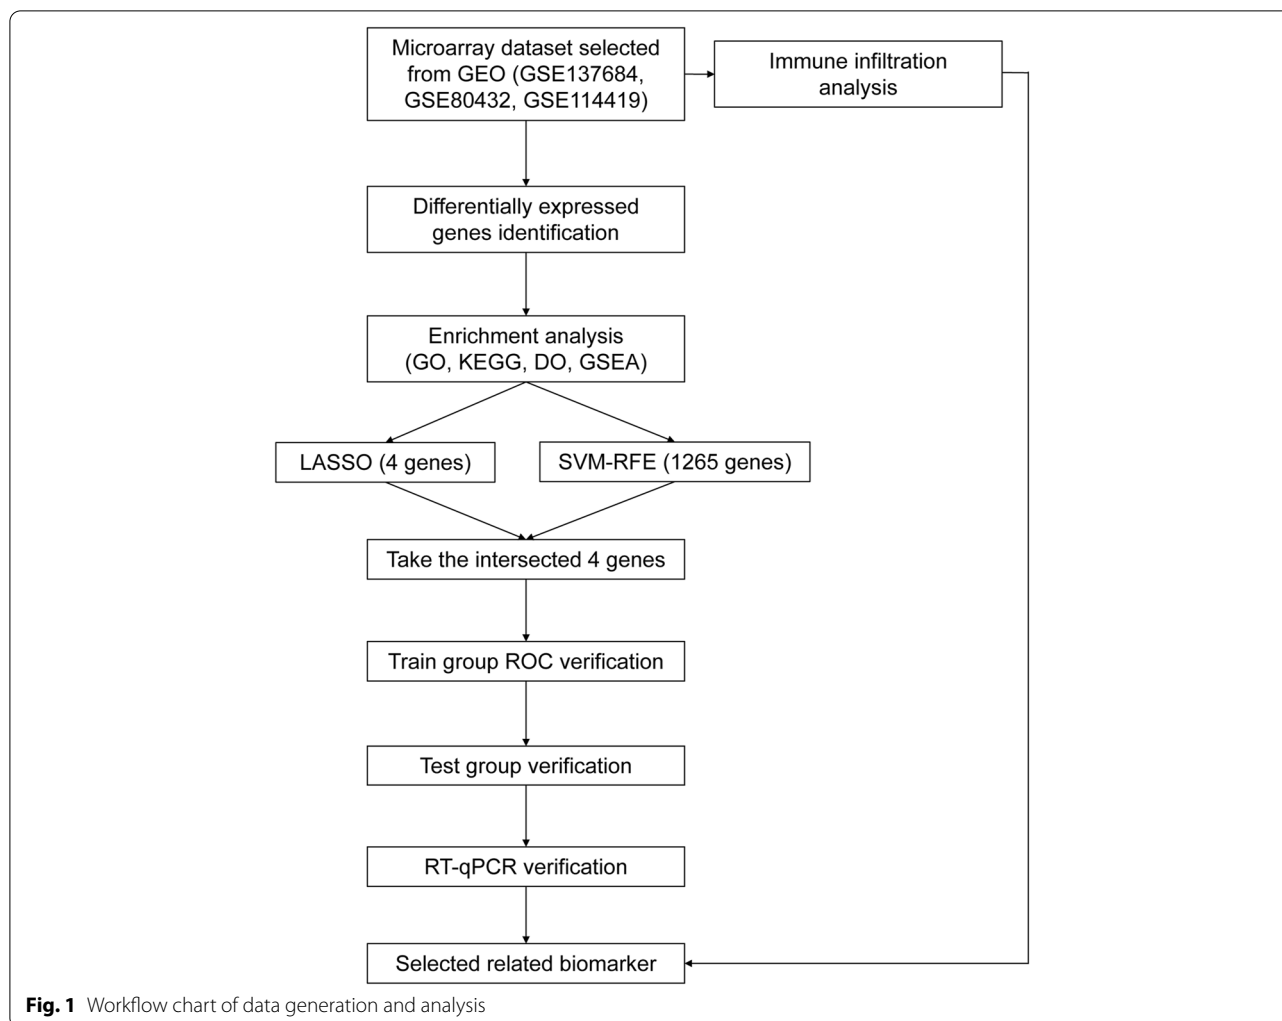 Microarray dataset selected
from GEO (GSE137684,
GSE80432, GSE114419)
Immune infiltration
analysis
Differentially expressed
genes identification
Enrichment analysis
(GO, KEGG, DO, GSEA)
LASSO (4 genes)
SVM-RFE (1265 genes)
Take the intersected 4 genes
Train group ROC verification
Test group verification
RT-qPCR verification
Selected related biomarker
Fig. 1 Workflow chart of data generation and analysis